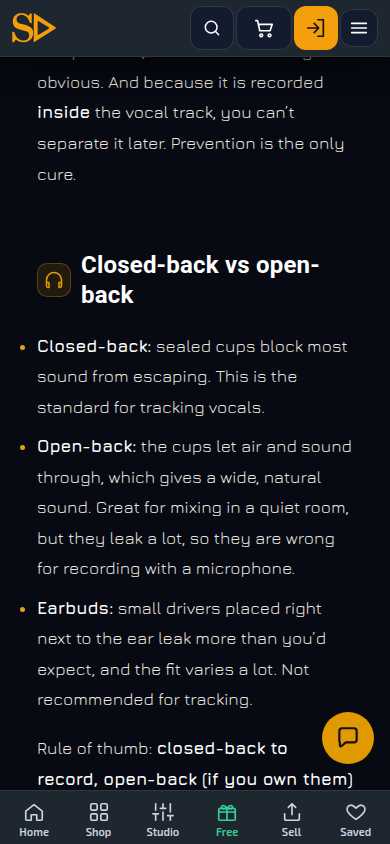 obvious. And because it is recorded
inside the vocal track, you can't
separate it later. Prevention is the only
cure.
Closed-back vs open-
back
Closed-back: sealed cups block most
sound from escaping. This is the
standard for tracking vocals.
Open-back: the cups let air and sound
through, which gives a wide, natural
sound. Great for mixing in a quiet room,
but they leak a lot, so they are wrong
for recording with a microphone.
Earbuds: small drivers placed right
next to the ear leak more than you'd
expect, and the fit varies a lot. Not
recommended for tracking.
Rule of thumb: closed-back to
record, open-back (if you own them)
Home Shop Studio Free Sell Saved